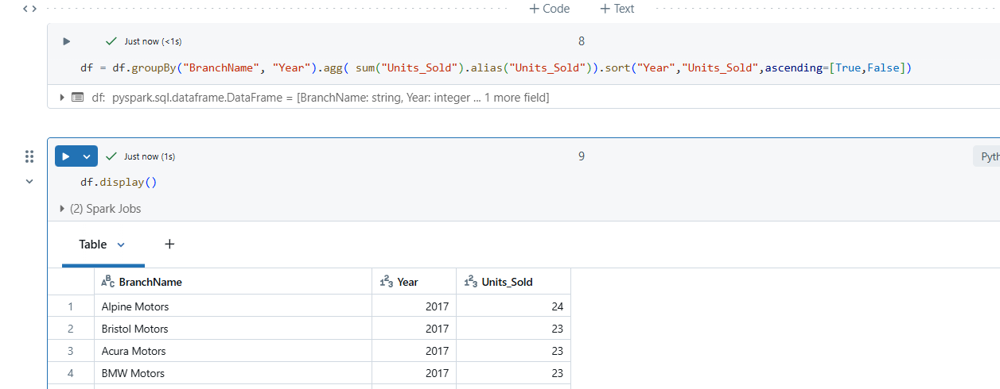 <> + Code + Text
Just now (<1s) 8
df = df.groupBy("BranchName", "Year").agg( sum("Units_Sold").alias("Units_Sold")).sort("Year","Units_Sold",ascending=[True,False])
df: pyspark.sql.dataframe.DataFrame = [BranchName: string, Year: integer ... 1 more field]
Just now (1s) 9 Pyth
df.display()
(2) Spark Jobs
Table +
ABC BranchName 123 Year 123 Units_Sold
1 Alpine Motors 2017 24
2 Bristol Motors 2017 23
3 Acura Motors 2017 23
4 BMW Motors 2017 23